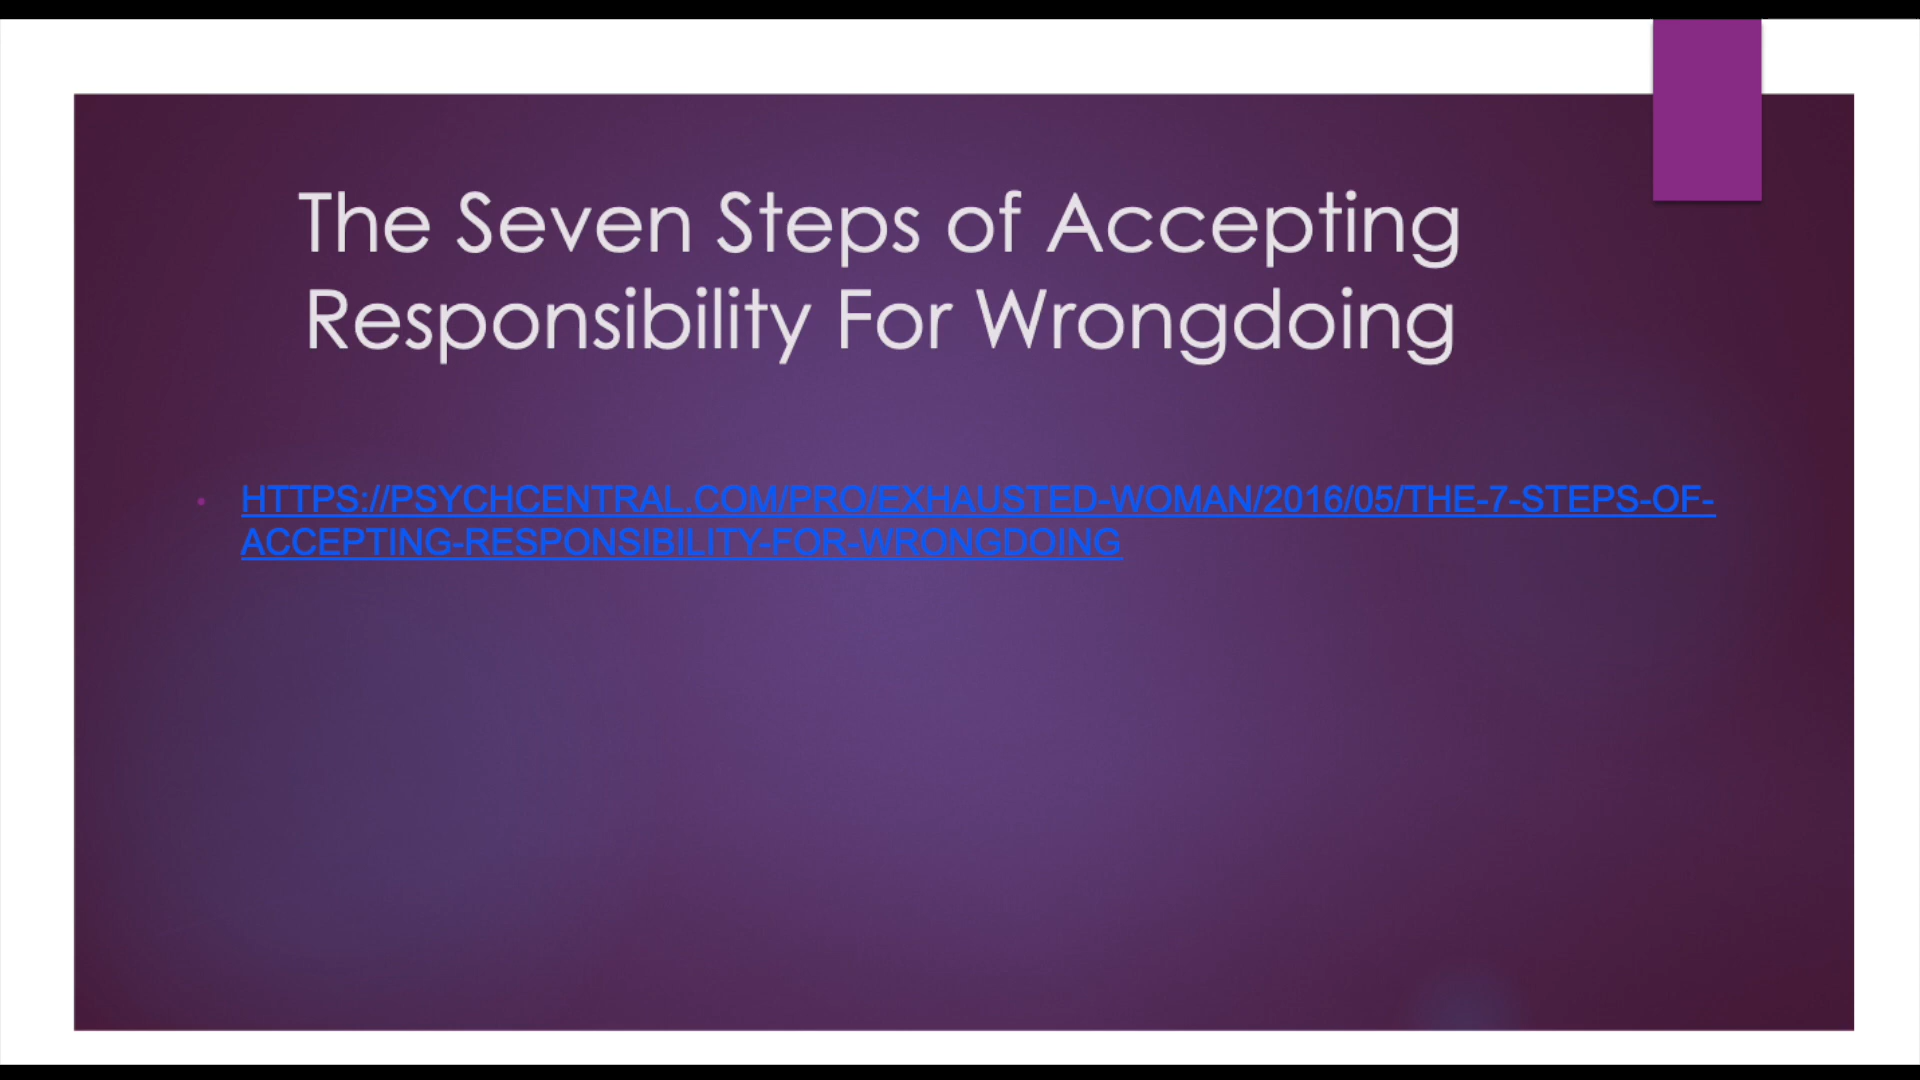 The Seven Steps of Accepting
Responsibility For Wrongdoing
• HTTPS://PSYCHCENTRAL.COM/PRO/EXHAUSTED-WOMAN/2016/05/THE-7-STEPS-OF-
ACCEPTING-RESPONSIBILITY-FOR-WRONGDOING